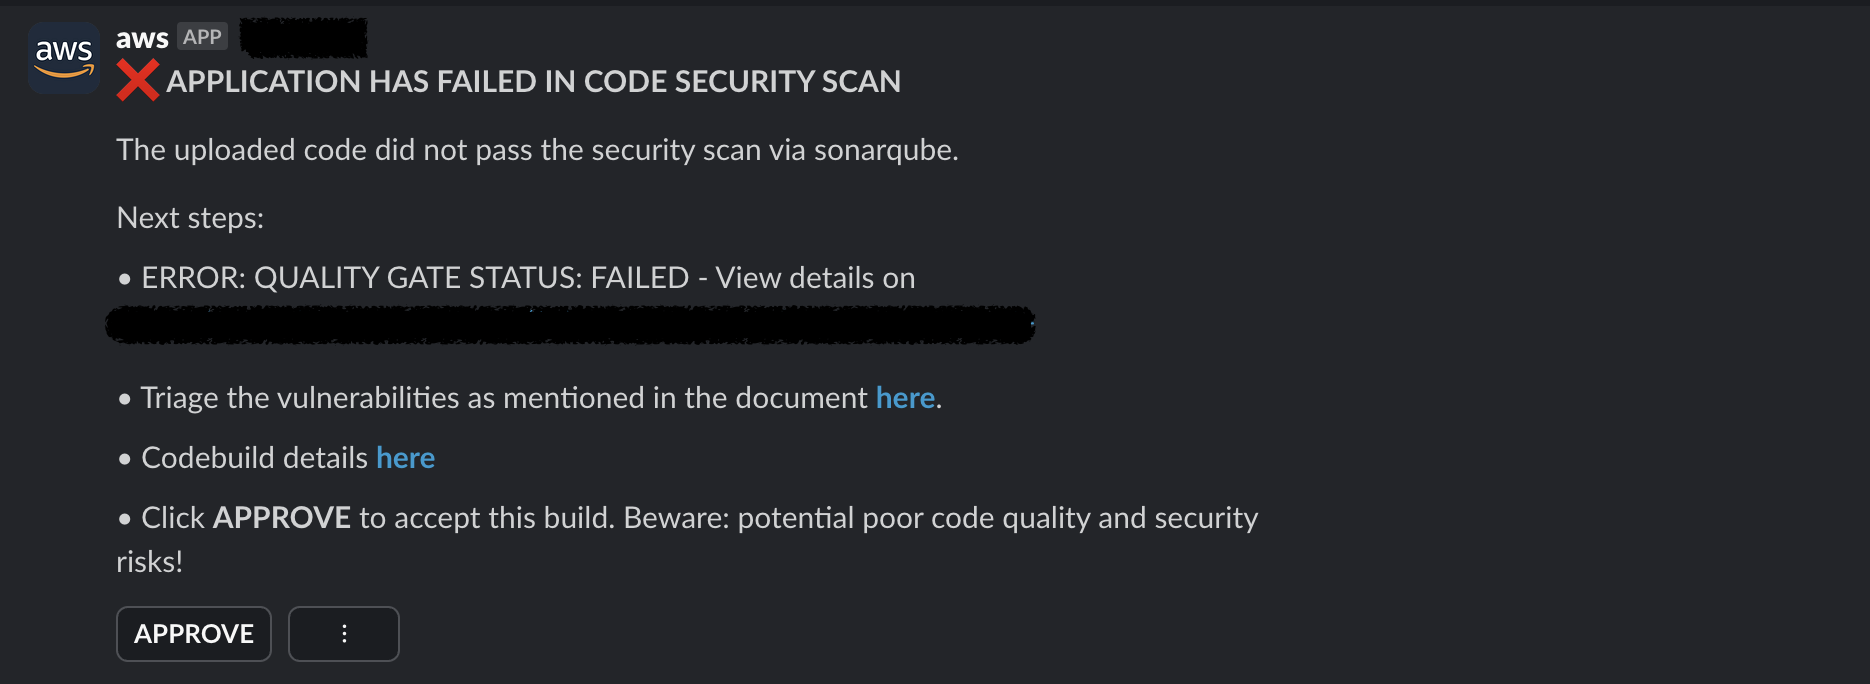 aws
aws APP
APPLICATION HAS FAILED IN CODE SECURITY SCAN
The uploaded code did not pass the security scan via sonarqube.
Next steps:
• ERROR: QUALITY GATE STATUS: FAILED - View details on
• Triage the vulnerabilities as mentioned in the document here.
• Codebuild details here
• Click APPROVE to accept this build. Beware: potential poor code quality and security
risks!
APPROVE